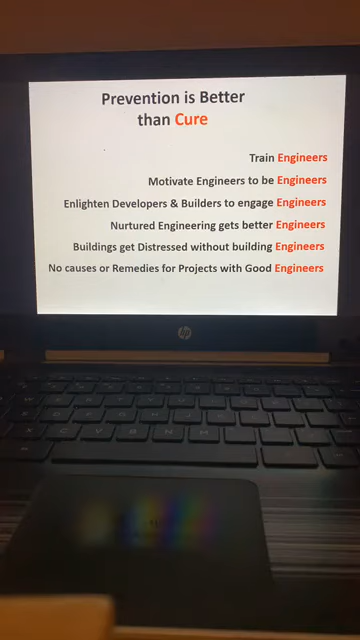 Prevention is Better
than Cure
Train Engineers
Motivate Engineers to be Engineers
Enlighten Developers & Builders to engage Engineers
Nurtured Engineering gets better Engineers
Buildings get Distressed without building Engineers
No causes or Remedies for Projects with Good Engineers
hp